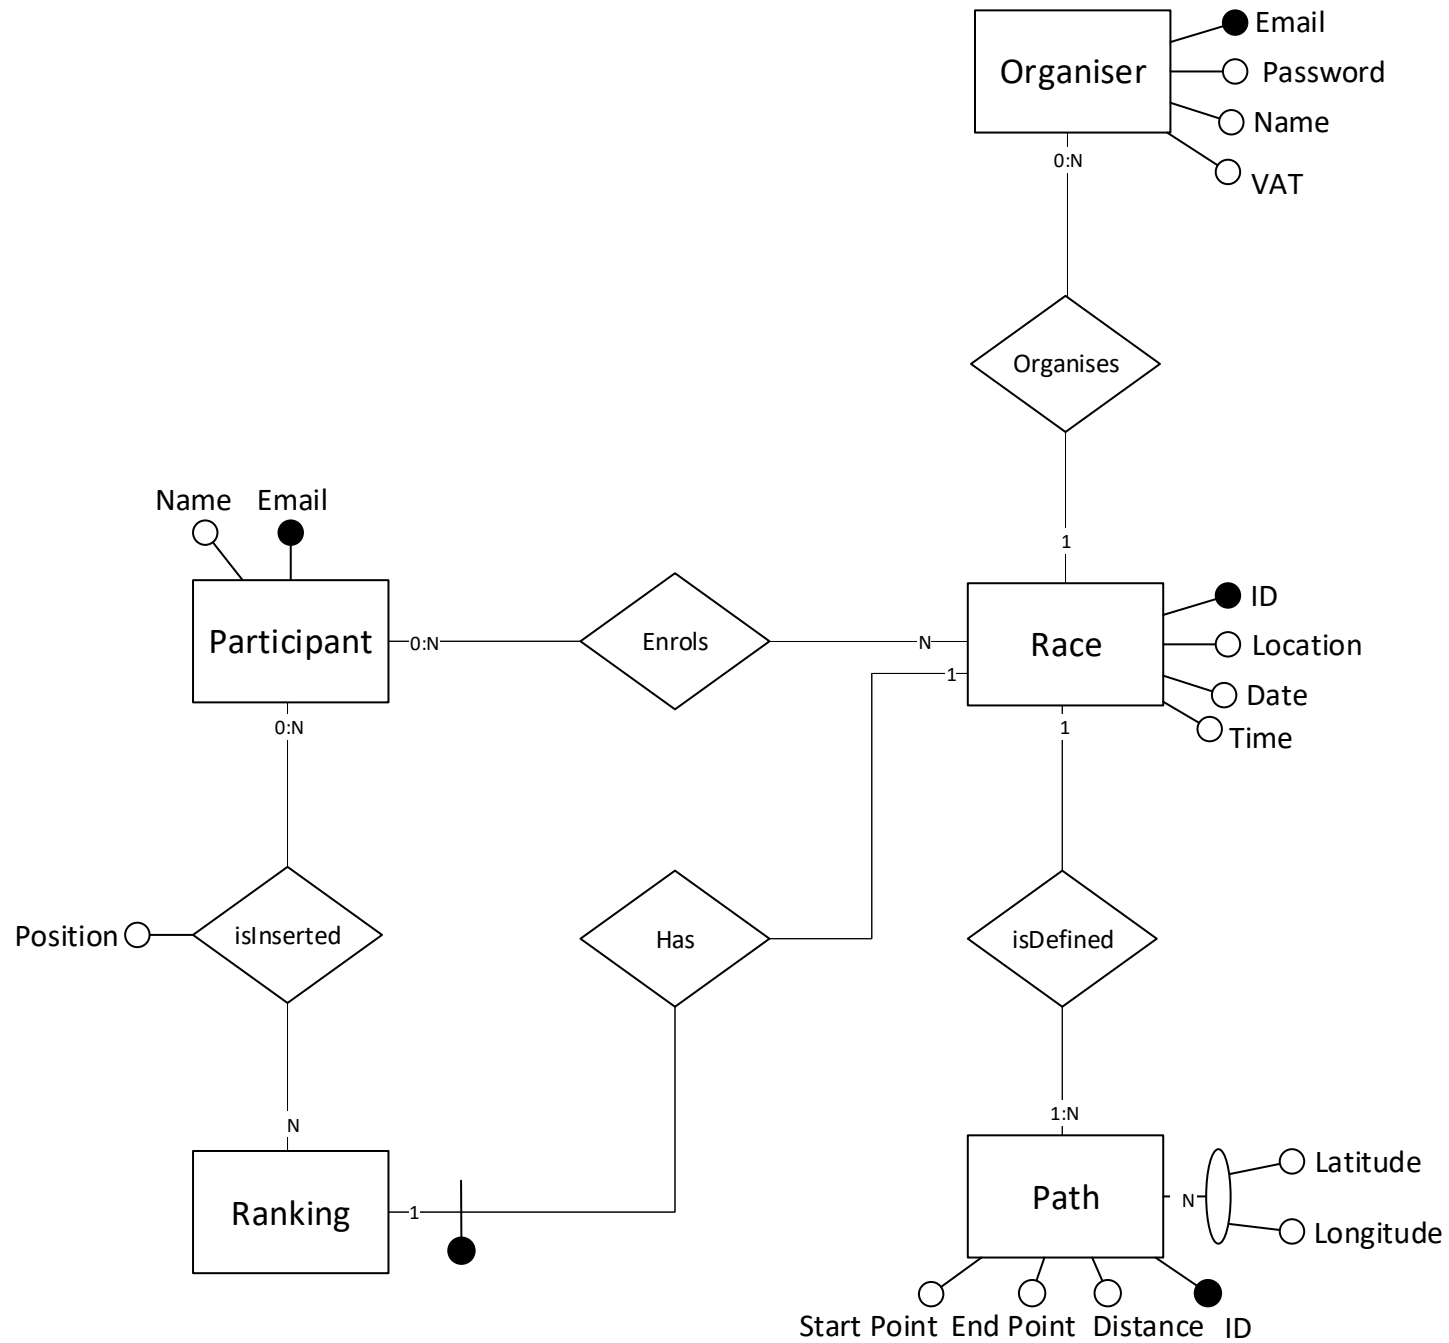 Email
Organiser
Password
Name
VAT
0:N
Organises
1
Name Email
ID
Participant
0:N
Enrols
N
Race
Location
1
Date
0:N
1
Time
Position
isInserted
Has
isDefined
1:N
N
Latitude
Path
N
Ranking
1
Longitude
Start Point End Point Distance ID